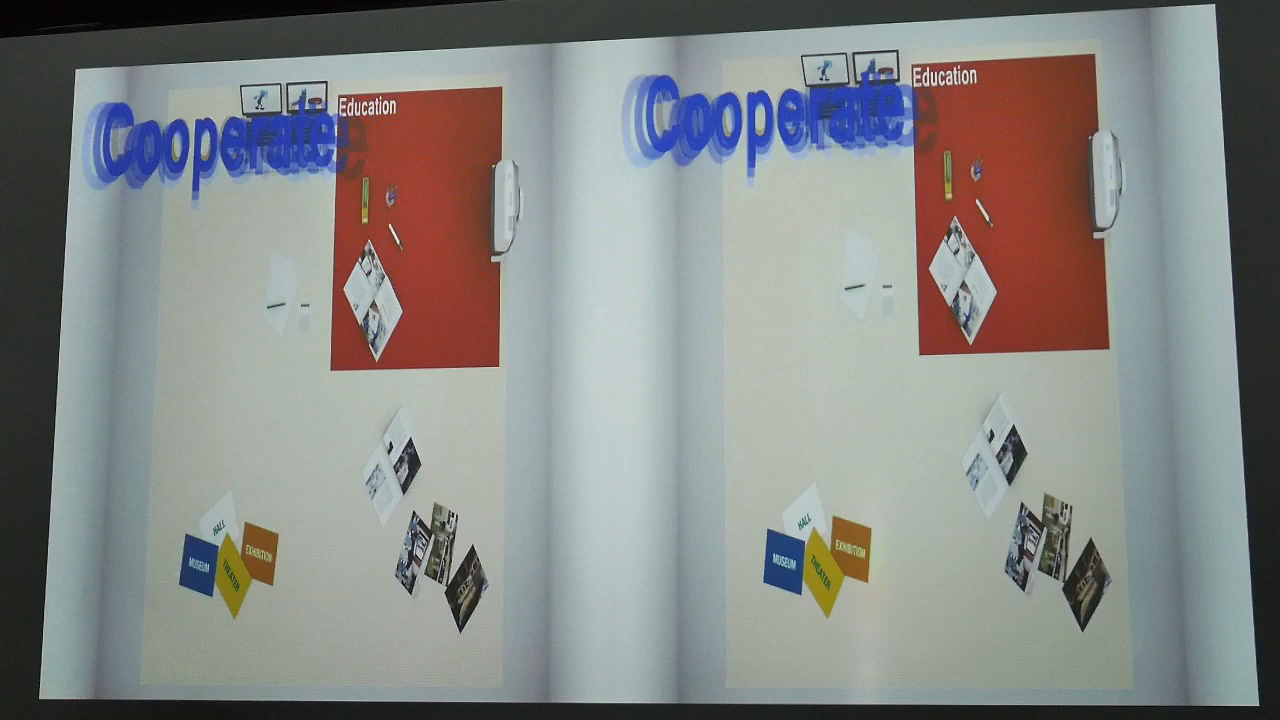 Cooperate
Education
HALL
MUSEUM
THEATER
EXHIBITION
Cooperate
Education
HALL
MUSEUM
THEATER
EXHIBITION